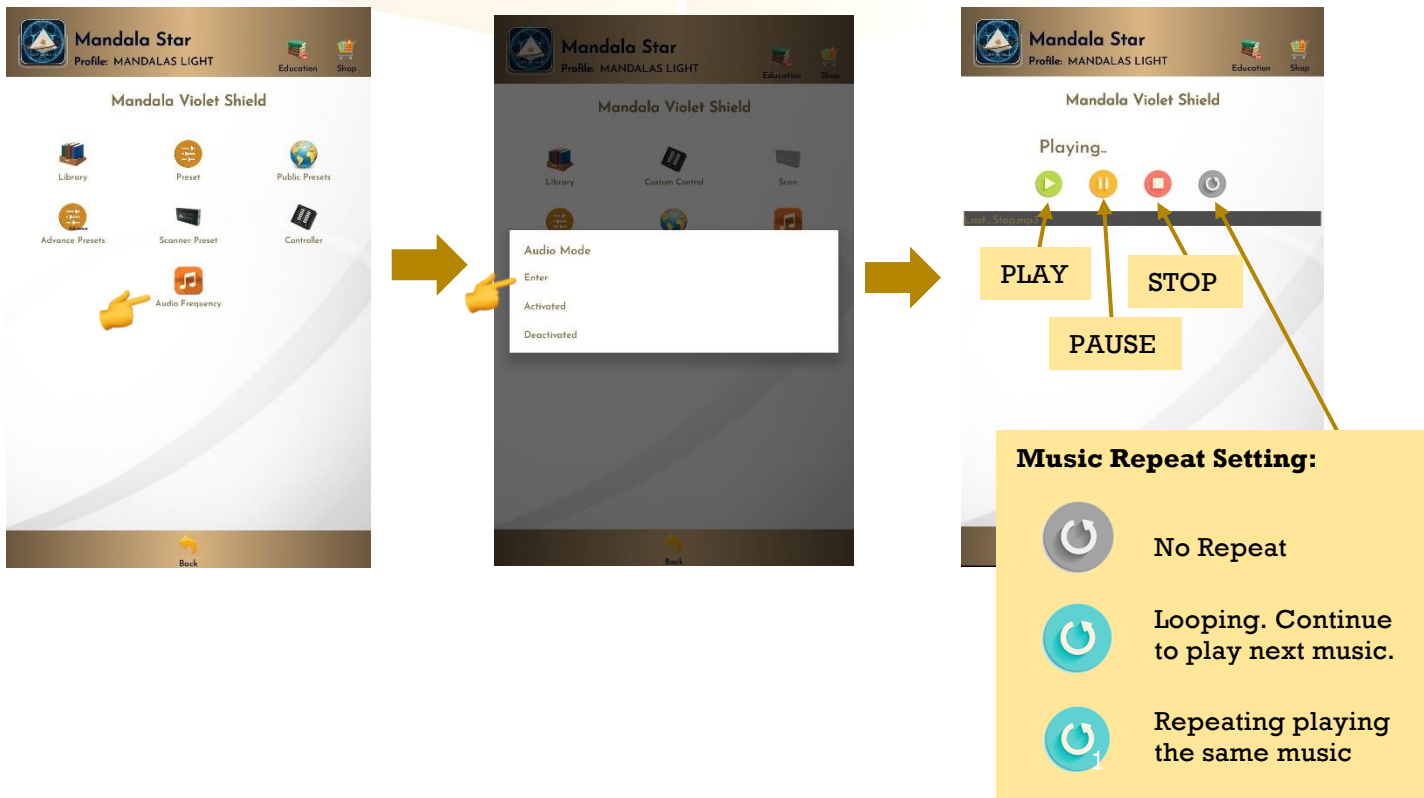 Mandala Star
Profile: MANDALAS LIGHT
Education
Shop
Mandala Violet Shield
Library
Preset
Public Presets
Advance Presets
Scanner Preset
Controller
Audio Frequency
Back
Mandala Star
Profile: MANDALAS LIGHT
Education
Shop
Mandala Violet Shield
Library
Custom Control
Scan
Audio Mode
Enter
Activated
Deactivated
Back
Mandala Star
Profile: MANDALAS LIGHT
Education
Shop
Mandala Violet Shield
Playing..
Last_Stop.mp3
PLAY
STOP
PAUSE
Music Repeat Setting:
No Repeat
Looping. Continue
to play next music.
1
Repeating playing
the same music